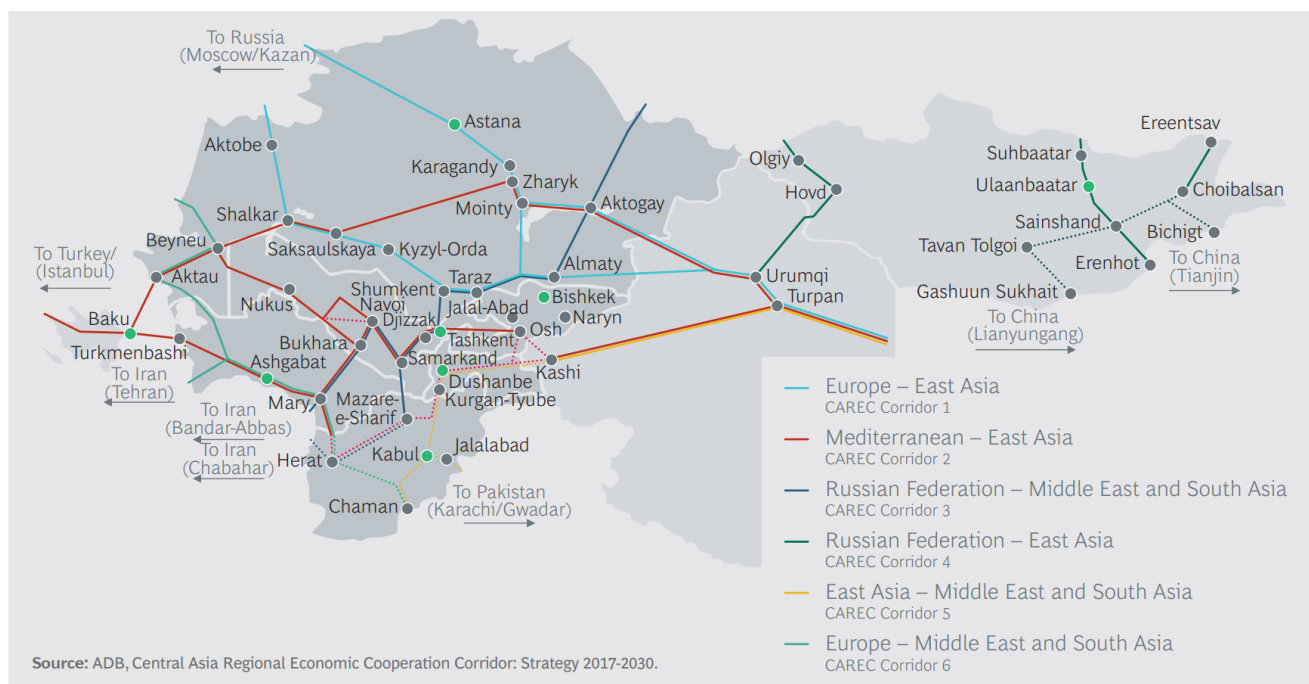 To Russia
(Moscow/Kazan)
Astana
Aktobe
Karagandy
Zharyk
Mointy
Aktogay
Shalkar
Saksaulskaya
Kyzyl-Orda
Beyneu
To Turkey/
(Istanbul)
Aktau
Nukus
Shumkent
Taraz
Almaty
Navoi
Djizzak
Jalal-Abad
Bishkek
Naryn
Baku
Turkmenbashi
Bukhara
Tashkent
Osh
Ashgabat
Samarkand
Kashi
To Iran
(Tehran)
Dushanbe
Kurgan-Tyube
Mary
Mazare-
e-Sharif
To Iran
(Bandar-Abbas)
To Iran
(Chabahar)
Herat
Kabul
Jalalabad
Chaman
To Pakistan
(Karachi/Gwadar)
Olgiy
Hovd
Urumqi
Turpan
Ereentsav
Suhbaatar
Ulaanbaatar
Choibalsan
Sainshand
Bichigt
Tavan Tolgoi
Erenhot
To China
(Tianjin)
Gashuun Sukhait
To China
(Lianyungang)
Europe – East Asia
CAREC Corridor 1
Mediterranean – East Asia
CAREC Corridor 2
Russian Federation – Middle East and South Asia
CAREC Corridor 3
Russian Federation – East Asia
CAREC Corridor 4
East Asia – Middle East and South Asia
CAREC Corridor 5
Europe – Middle East and South Asia
CAREC Corridor 6
Source: ADB, Central Asia Regional Economic Cooperation Corridor: Strategy 2017-2030.